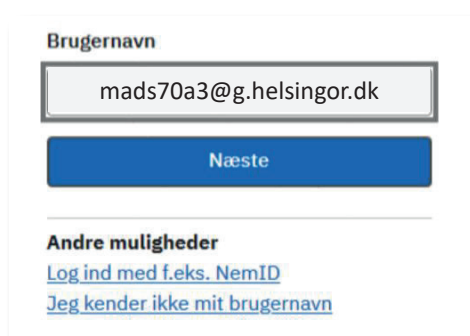 Brugernavn
mads70a3@g.helsingor.dk
Næste
Andre muligheder
Log ind med f.eks. NemID
Jeg kender ikke mit brugernavn